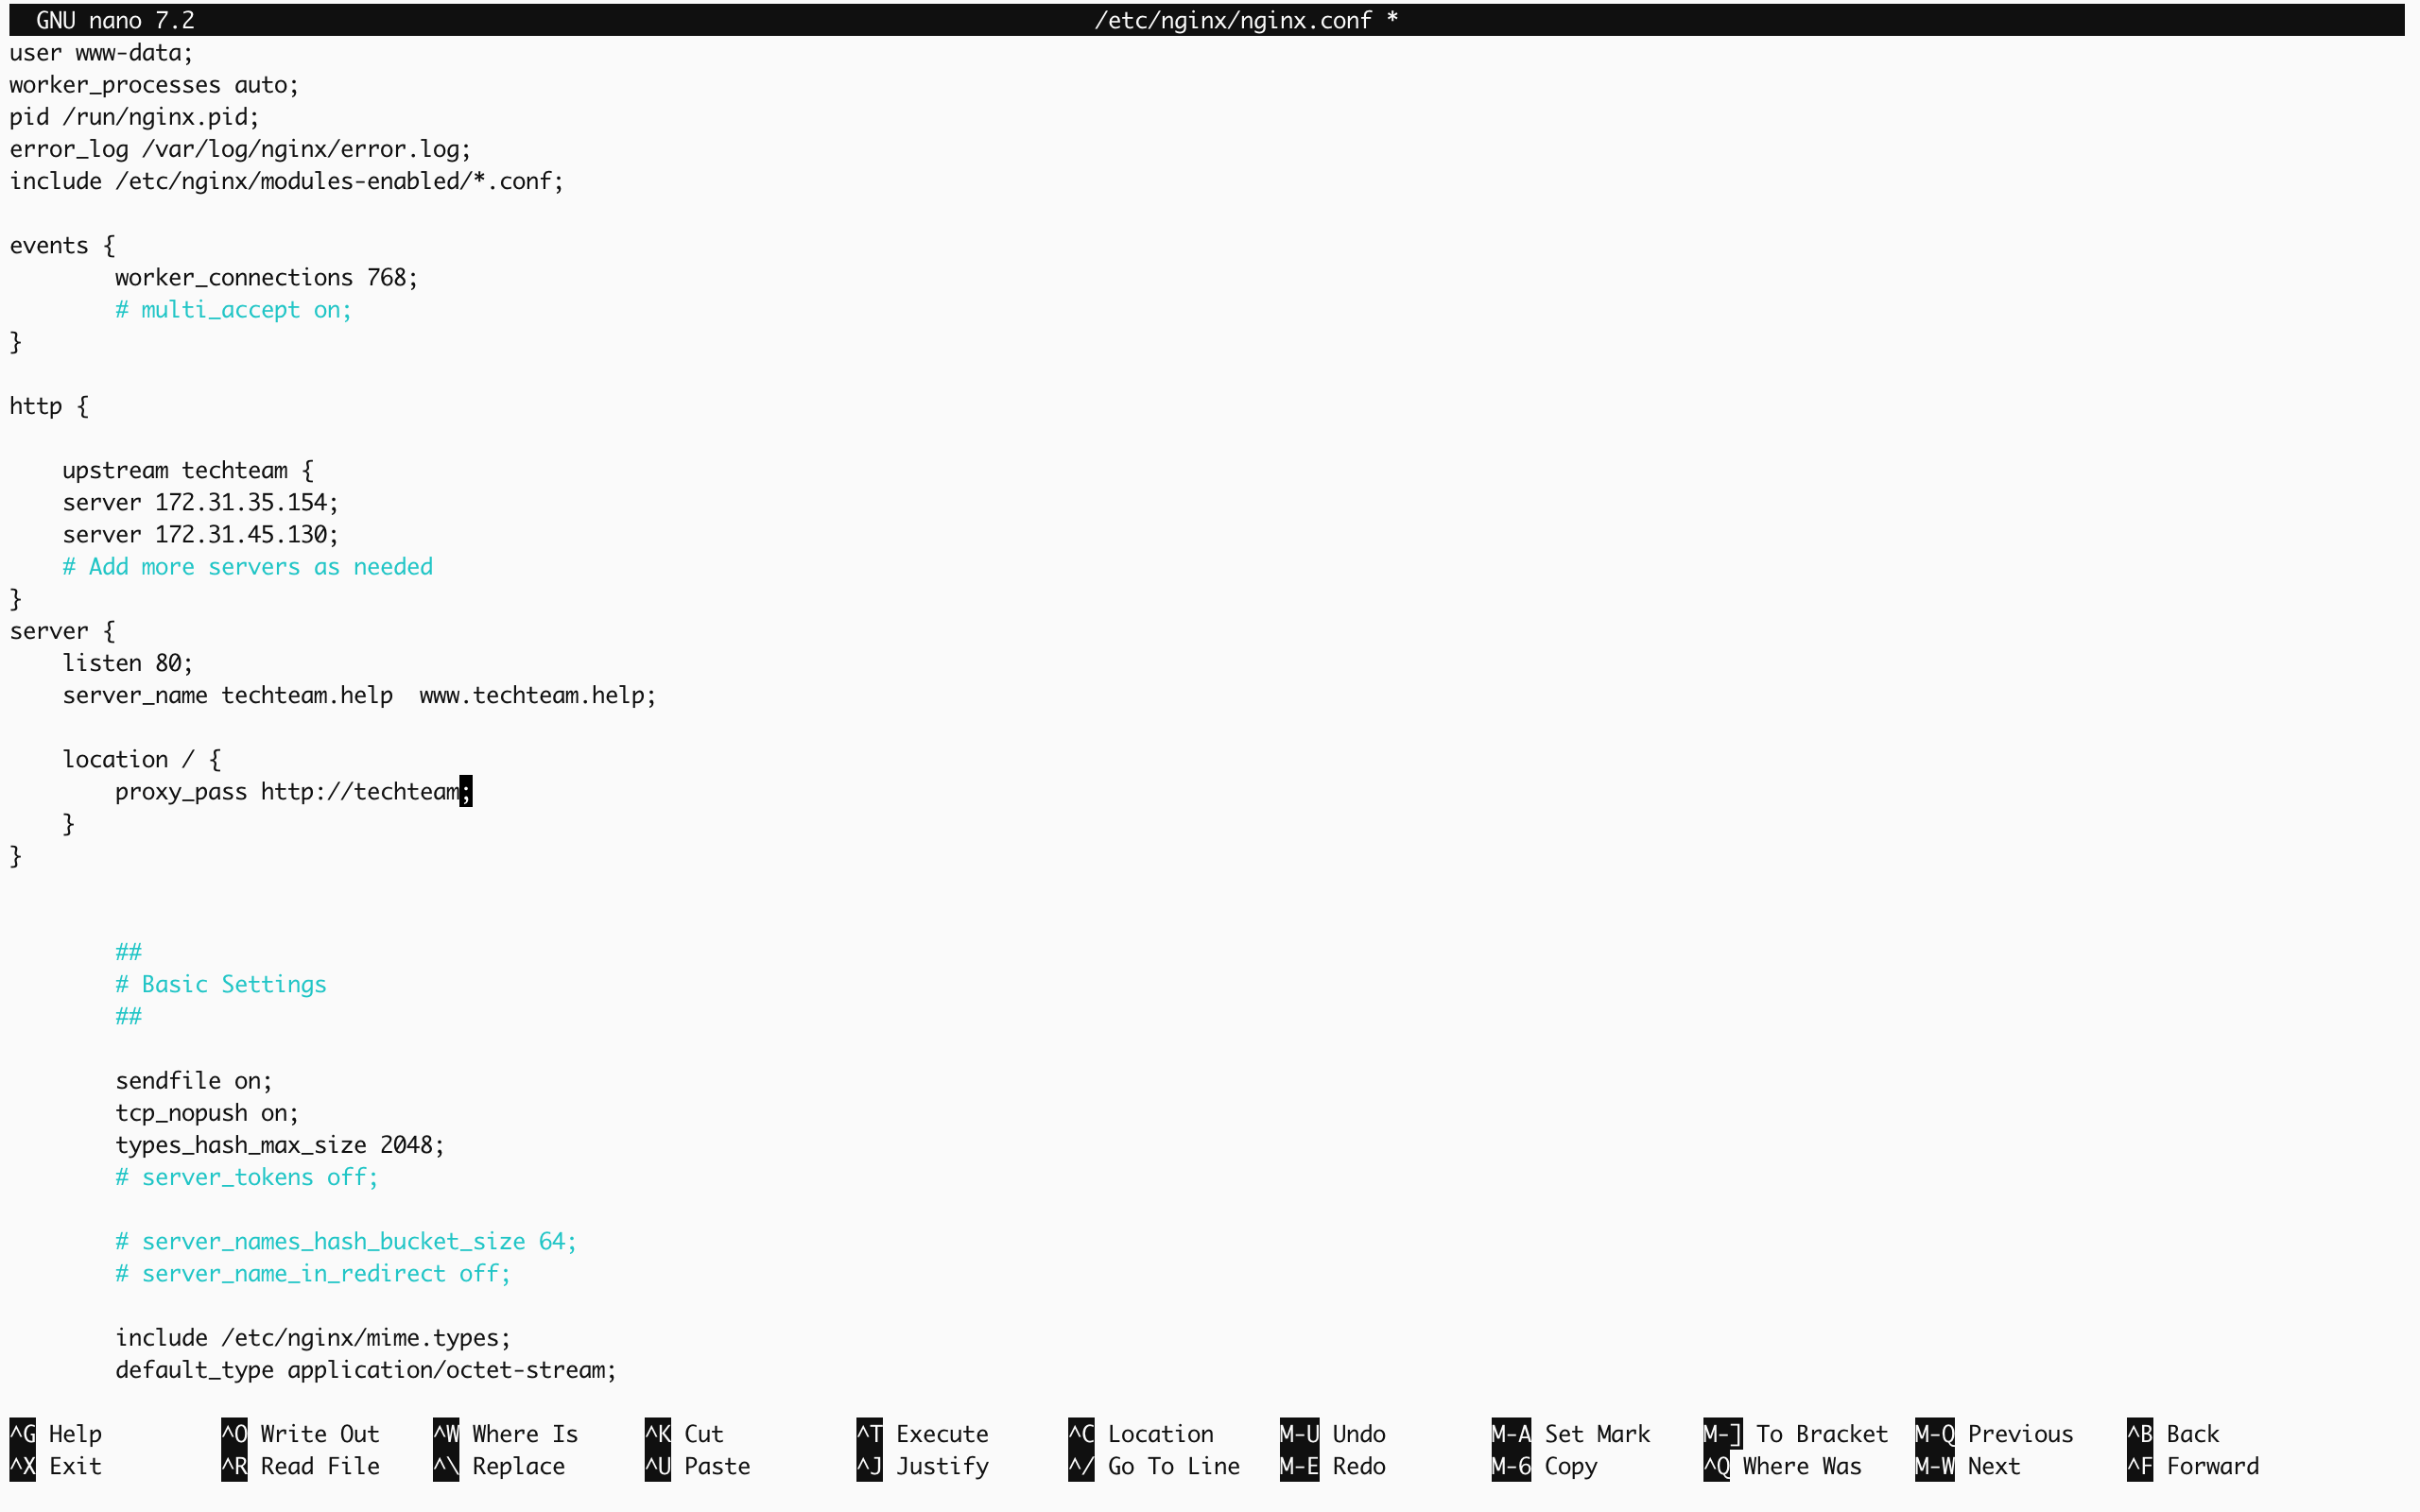 GNU nano 7.2 /etc/nginx/nginx.conf *
user www-data;
worker_processes auto;
pid /run/nginx.pid;
error_log /var/log/nginx/error.log;
include /etc/nginx/modules-enabled/*.conf;

events {
        worker_connections 768;
        # multi_accept on;
}

http {

    upstream techteam {
    server 172.31.35.154;
    server 172.31.45.130;
    # Add more servers as needed
}
server {
    listen 80;
    server_name techteam.help  www.techteam.help;

    location / {
        proxy_pass http://techteam;
    }
}

        ##
        # Basic Settings
        ##

        sendfile on;
        tcp_nopush on;
        types_hash_max_size 2048;
        # server_tokens off;

        # server_names_hash_bucket_size 64;
        # server_name_in_redirect off;

        include /etc/nginx/mime.types;
        default_type application/octet-stream;

^G Help ^O Write Out ^W Where Is ^K Cut ^T Execute ^C Location M-U Undo M-A Set Mark M-] To Bracket M-Q Previous ^B Back
^X Exit ^R Read File ^\ Replace ^U Paste ^J Justify ^/ Go To Line M-E Redo M-6 Copy ^Q Where Was M-W Next ^F Forward